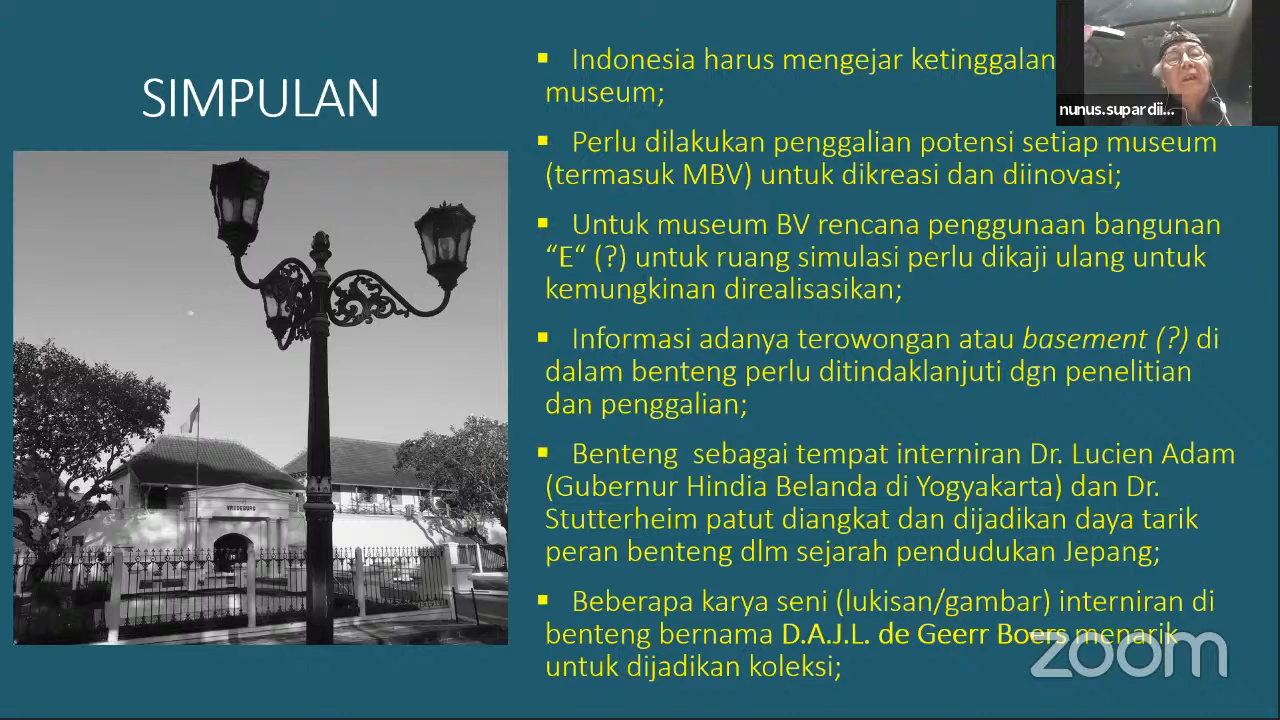 SIMPULAN
▪ Indonesia harus mengejar ketinggalan
museum;
▪ Perlu dilakukan penggalian potensi setiap museum
(termasuk MBV) untuk dikreasi dan diinovasi;
▪ Untuk museum BV rencana penggunaan bangunan
“E“ (?) untuk ruang simulasi perlu dikaji ulang untuk
kemungkinan direalisasikan;
▪ Informasi adanya terowongan atau basement (?) di
dalam benteng perlu ditindaklanjuti dgn penelitian
dan penggalian;
▪ Benteng sebagai tempat interniran Dr. Lucien Adam
(Gubernur Hindia Belanda di Yogyakarta) dan Dr.
Stutterheim patut diangkat dan dijadikan daya tarik
peran benteng dlm sejarah pendudukan Jepang;
▪ Beberapa karya seni (lukisan/gambar) interniran di
benteng bernama D.A.J.L. de Geerr Boers menarik
untuk dijadikan koleksi;
VREDEBURG
nunus.supardii...
zoom